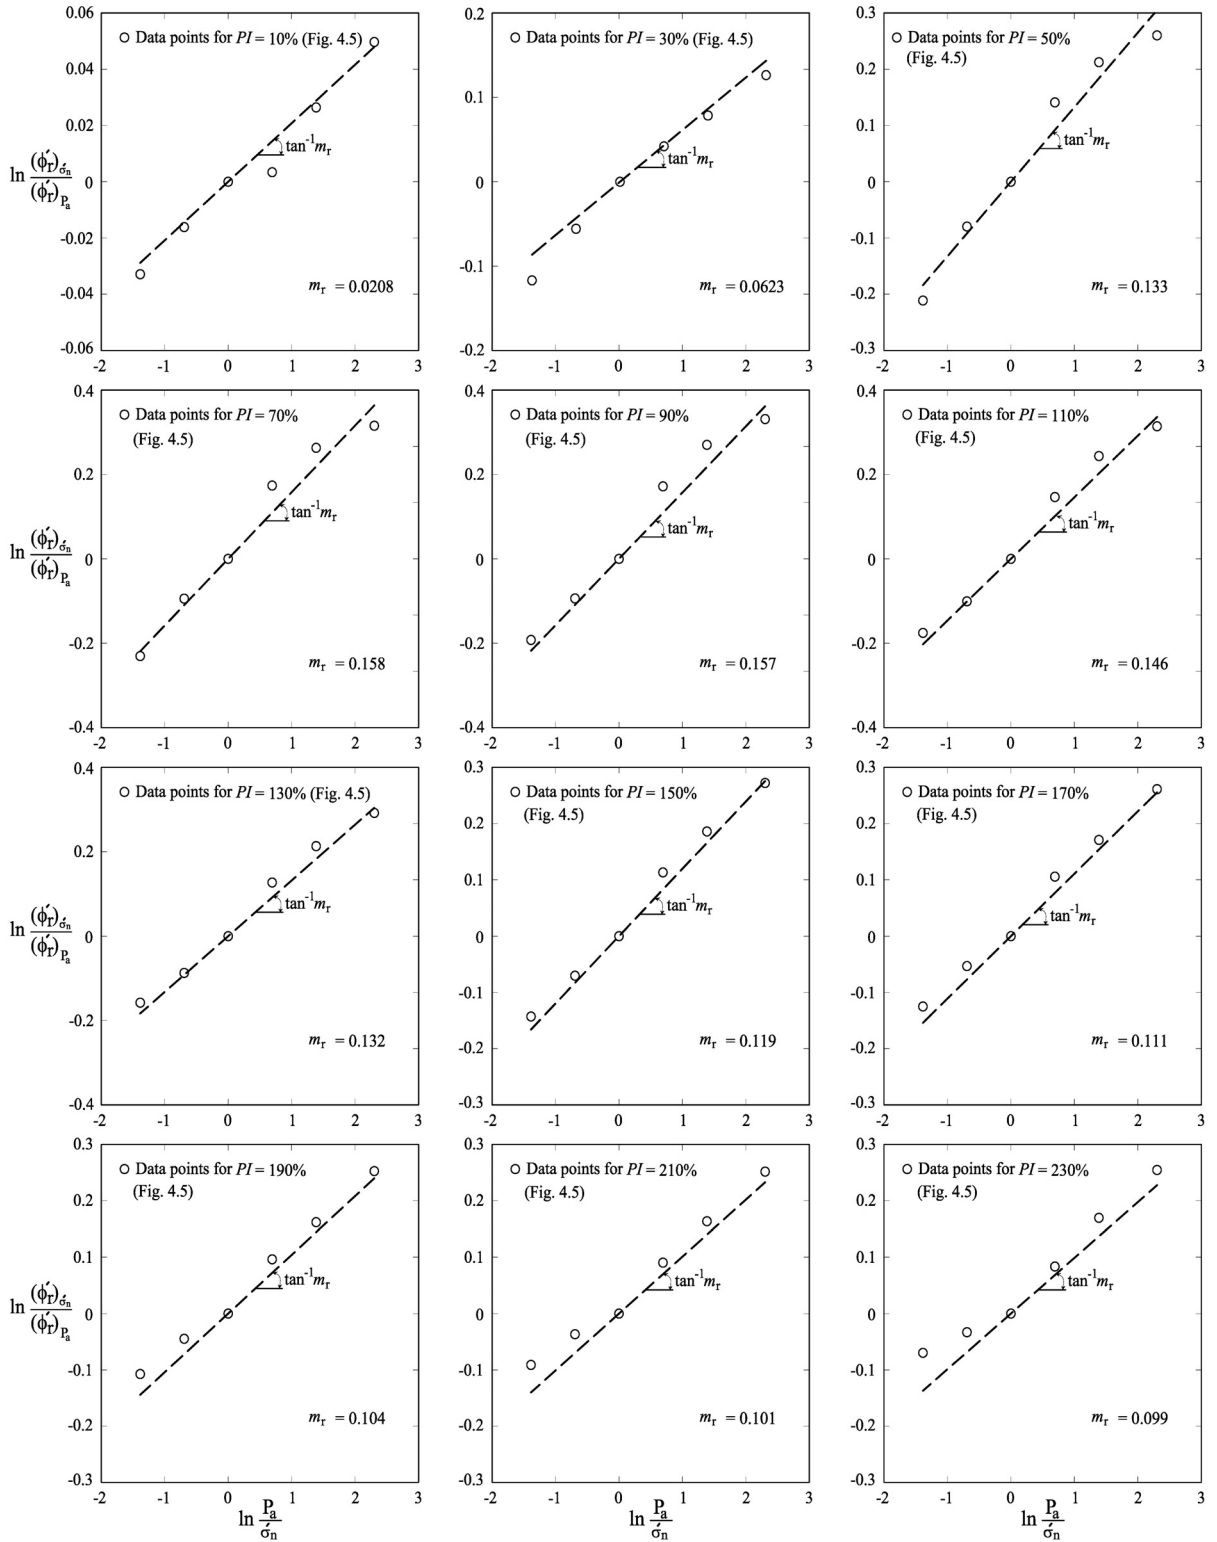 0.06 0.04 0.02 0 -0.02 -0.04 -0.06
ln (ϕ′r)σ′n / (ϕ′r)Pa
Data points for PI = 10% (Fig. 4.5)
tan⁻¹mr
mr = 0.0208
-2 -1 0 1 2 3
0.2 0.1 0 -0.1 -0.2
Data points for PI = 30% (Fig. 4.5)
tan⁻¹mr
mr = 0.0623
-2 -1 0 1 2 3
0.3 0.2 0.1 0 -0.1 -0.2 -0.3
Data points for PI = 50%
(Fig. 4.5)
tan⁻¹mr
mr = 0.133
-2 -1 0 1 2 3
0.4 0.2 0 -0.2 -0.4
ln (ϕ′r)σ′n / (ϕ′r)Pa
Data points for PI = 70%
(Fig. 4.5)
tan⁻¹mr
mr = 0.158
-2 -1 0 1 2 3
0.4 0.2 0 -0.2 -0.4
Data points for PI = 90%
(Fig. 4.5)
tan⁻¹mr
mr = 0.157
-2 -1 0 1 2 3
0.4 0.2 0 -0.2 -0.4
Data points for PI = 110%
(Fig. 4.5)
tan⁻¹mr
mr = 0.146
-2 -1 0 1 2 3
0.4 0.2 0 -0.2 -0.4
ln (ϕ′r)σ′n / (ϕ′r)Pa
Data points for PI = 130% (Fig. 4.5)
tan⁻¹mr
mr = 0.132
-2 -1 0 1 2 3
0.3 0.2 0.1 0 -0.1 -0.2 -0.3
Data points for PI = 150%
(Fig. 4.5)
tan⁻¹mr
mr = 0.119
-2 -1 0 1 2 3
0.3 0.2 0.1 0 -0.1 -0.2 -0.3
Data points for PI = 170%
(Fig. 4.5)
tan⁻¹mr
mr = 0.111
-2 -1 0 1 2 3
0.3 0.2 0.1 0 -0.1 -0.2 -0.3
ln (ϕ′r)σ′n / (ϕ′r)Pa
Data points for PI = 190%
(Fig. 4.5)
tan⁻¹mr
mr = 0.104
-2 -1 0 1 2 3
ln Pa / σ′n
0.3 0.2 0.1 0 -0.1 -0.2 -0.3
Data points for PI = 210%
(Fig. 4.5)
tan⁻¹mr
mr = 0.101
-2 -1 0 1 2 3
ln Pa / σ′n
0.3 0.2 0.1 0 -0.1 -0.2 -0.3
Data points for PI = 230%
(Fig. 4.5)
tan⁻¹mr
mr = 0.099
-2 -1 0 1 2 3
ln Pa / σ′n